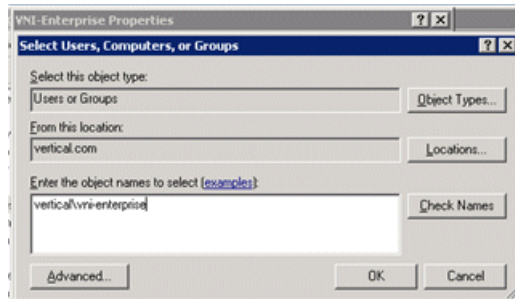 VNI-Enterprise Properties
Select Users, Computers, or Groups
Select this object type:
Users or Groups
Object Types...
From this location:
vertical.com
Locations...
Enter the object names to select (examples):
vertical\vni-enterprise
Check Names
Advanced...
OK
Cancel